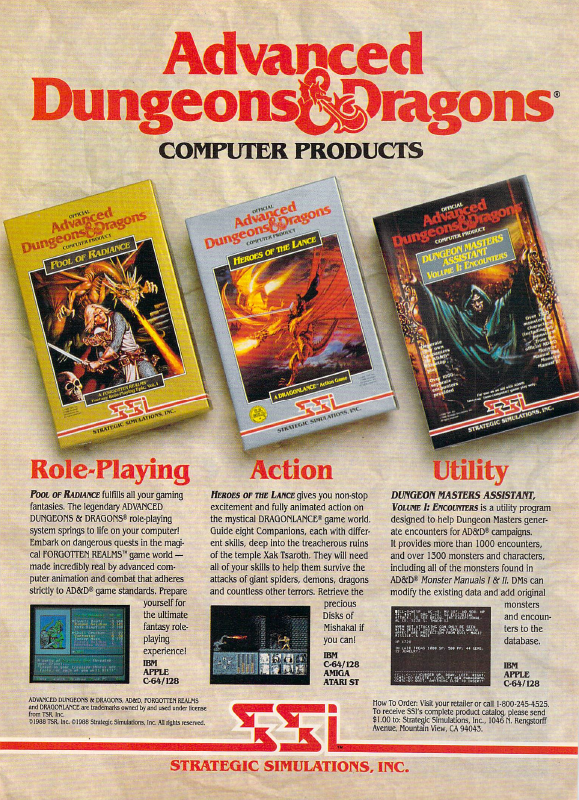 Advanced
Dungeons & Dragons®
COMPUTER PRODUCTS
OFFICIAL
Advanced
Dungeons & Dragons
COMPUTER PRODUCT
POOL OF RADIANCE
A FORGOTTEN REALMS
Fantasy Role-Playing Epic, Vol. I
SSI
STRATEGIC SIMULATIONS, INC.
OFFICIAL
Advanced
Dungeons & Dragons
COMPUTER PRODUCT
HEROES OF THE LANCE
A DRAGONLANCE® Action Game
SSI
STRATEGIC SIMULATIONS, INC.
OFFICIAL
Advanced
Dungeons & Dragons
COMPUTER PRODUCT
DUNGEON MASTERS
ASSISTANT
VOLUME I: ENCOUNTERS
SSI
STRATEGIC SIMULATIONS, INC.
Role-Playing
POOL OF RADIANCE fulfills all your gaming
fantasies. The legendary ADVANCED
DUNGEONS & DRAGONS® role-playing
system springs to life on your computer!
Embark on dangerous quests in the magi-
cal FORGOTTEN REALMS™ game world —
made incredibly real by advanced com-
puter animation and combat that adheres
strictly to AD&D® game standards. Prepare
yourself for
the ultimate
fantasy role-
playing
experience!
IBM
APPLE
C-64/128
Action
HEROES OF THE LANCE gives you non-stop
excitement and fully animated action on
the mystical DRAGONLANCE® game world.
Guide eight Companions, each with differ-
ent skills, deep into the treacherous ruins
of the temple Xak Tsaroth. They will need
all of your skills to help them survive the
attacks of giant spiders, demons, dragons
and countless other terrors. Retrieve the
precious
Disks of
Mishakal if
you can!
IBM
C-64/128
AMIGA
ATARI ST
Utility
DUNGEON MASTERS ASSISTANT,
VOLUME I: ENCOUNTERS is a utility program
designed to help Dungeon Masters gener-
ate encounters for AD&D® campaigns.
It provides more than 1000 encounters,
and over 1300 monsters and characters,
including all of the monsters found in
AD&D® Monster Manuals I & II. DMs can
modify the existing data and add original
monsters
and encoun-
ters to the
database.
IBM
APPLE
C-64/128
ADVANCED DUNGEONS & DRAGONS, AD&D, FORGOTTEN REALMS
and DRAGONLANCE are trademarks owned by and used under license
from TSR, Inc.
©1988 TSR, Inc. ©1988 Strategic Simulations, Inc. All rights reserved.
SSI
STRATEGIC SIMULATIONS, INC.
How To Order: Visit your retailer or call 1-800-245-4525.
To receive SSI's complete product catalog, please send
$1.00 to: Strategic Simulations, Inc., 1046 N. Rengstorff
Avenue, Mountain View, CA 94043.